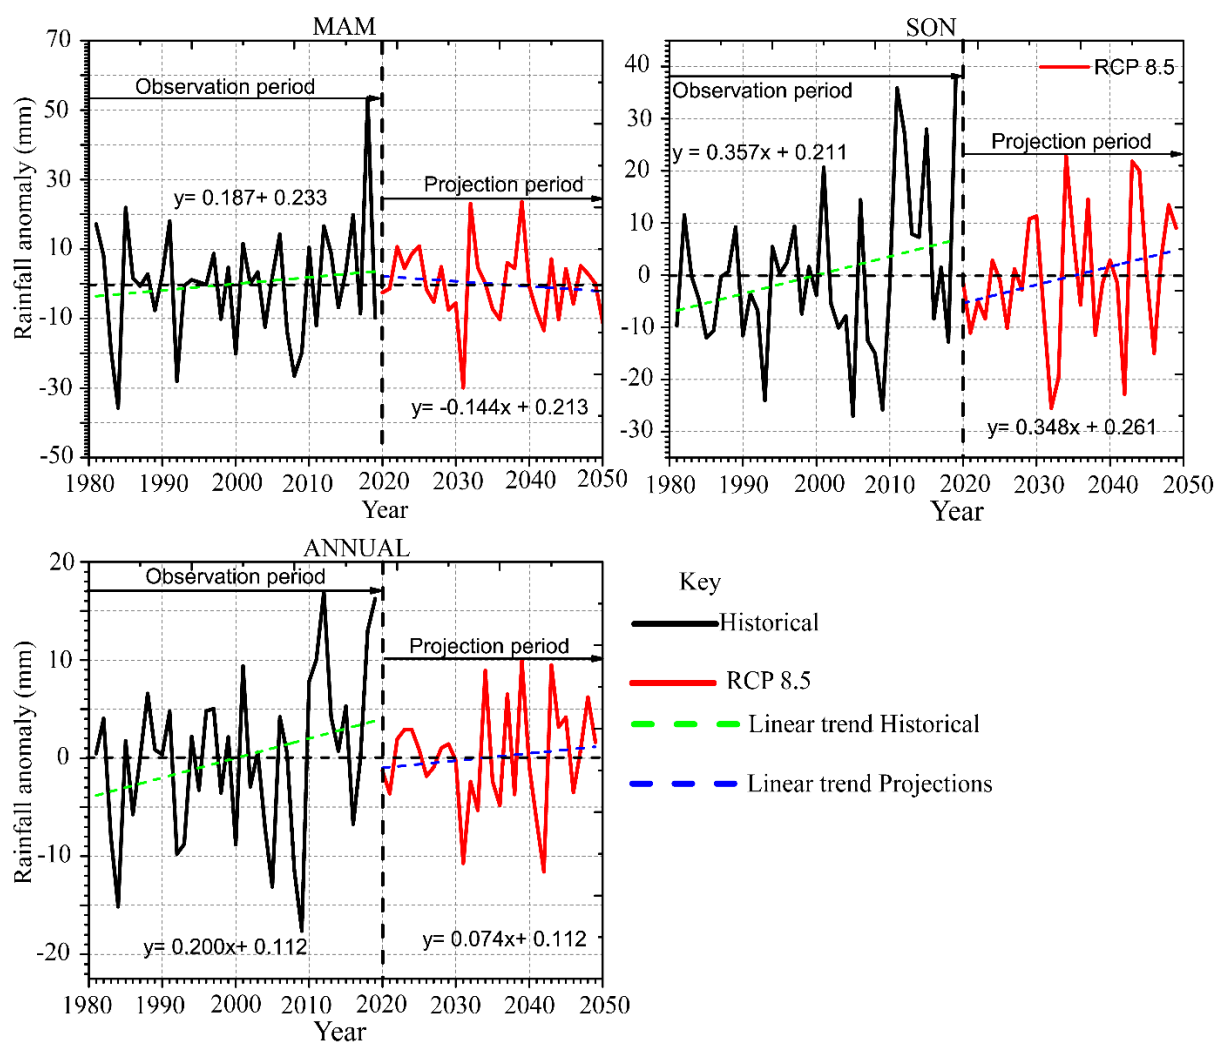 MAM
Rainfall anomaly (mm)
70
50
30
10
-10
-30
-50
Observation period
y= 0.187+ 0.233
Projection period
y= -0.144x + 0.213
1980 1990 2000 2010 2020 2030 2040 2050
Year
SON
40
30
20
10
0
-10
-20
-30
RCP 8.5
Observation period
y = 0.357x + 0.211
Projection period
y= 0.348x + 0.261
1980 1990 2000 2010 2020 2030 2040 2050
Year
ANNUAL
Rainfall anomaly (mm)
20
10
0
-10
-20
Observation period
Projection period
y= 0.200x+ 0.112
y= 0.074x+ 0.112
1980 1990 2000 2010 2020 2030 2040 2050
Year
Key
Historical
RCP 8.5
Linear trend Historical
Linear trend Projections